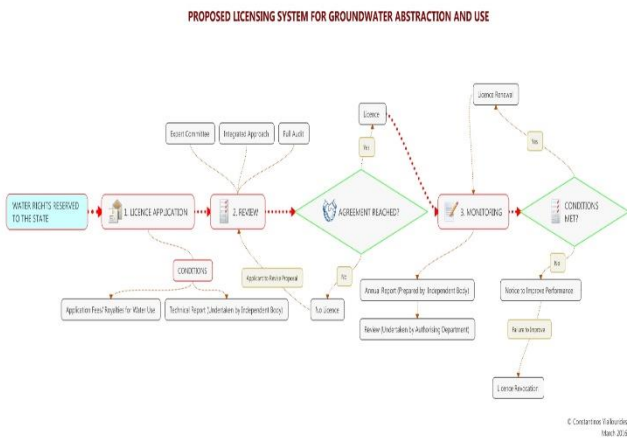 PROPOSED LICENSING SYSTEM FOR GROUNDWATER ABSTRACTION AND USE
Licence Renewal
Licence
Expert Committee
Integrated Approach
Full Audit
Yes
Yes
WATER RIGHTS RESERVED
TO THE STATE
1. LICENCE APPLICATION
2. REVIEW
AGREEMENT REACHED?
3. MONITORING
CONDITIONS
MET?
CONDITIONS
Applicant to Revise Proposal
No
No
Annual Report (Prepared by Independent Body)
Notice to Improve Performance
Application Fees/ Royalties for Water Use
Technical Report (Undertaken by Independent Body)
No Licence
Review (Undertaken by Authorising Department)
Failure to Improve
Licence Revocation
© Constantinos Yiallourides
March 2016